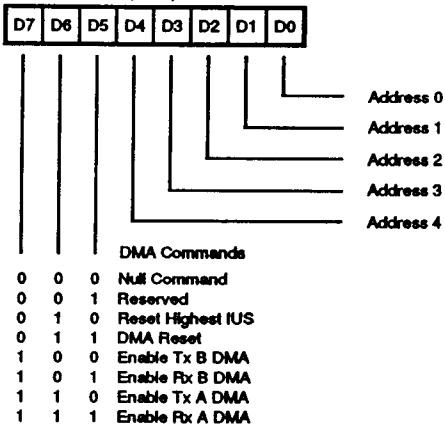 D7 D6 D5 D4 D3 D2 D1 D0
Address 0
Address 1
Address 2
Address 3
Address 4
DMA Commands
0 0 0 Null Command
0 0 1 Reserved
0 1 0 Reset Highest IUS
0 1 1 DMA Reset
1 0 0 Enable Tx B DMA
1 0 1 Enable Rx B DMA
1 1 0 Enable Tx A DMA
1 1 1 Enable Rx A DMA